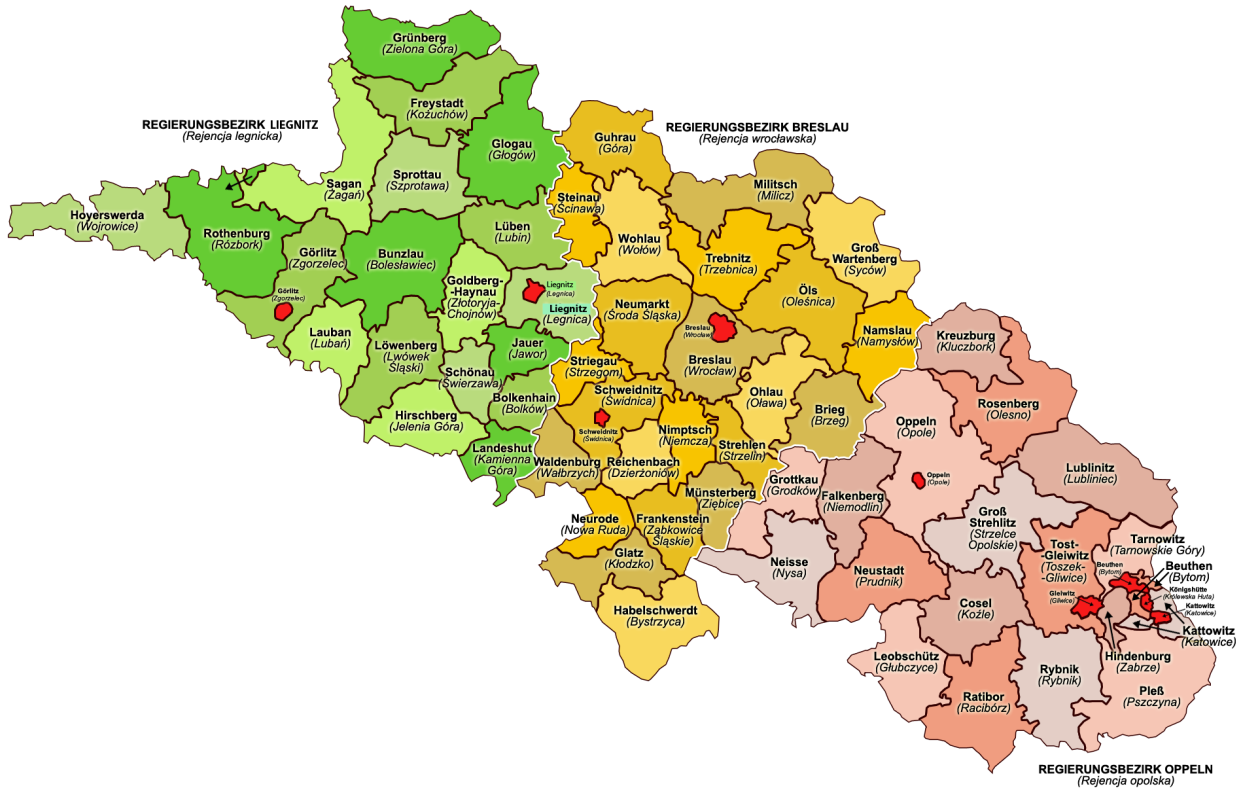 Grünberg
(Zielona Góra)
Freystadt
(Kożuchów)
REGIERUNGSBEZIRK LIEGNITZ
(Rejencja legnicka)
Glogau
(Głogów)
Guhrau
(Góra)
REGIERUNGSBEZIRK BRESLAU
(Rejencja wrocławska)
Sprottau
(Szprotawa)
Sagan
(Żagań)
Militsch
(Milicz)
Steinau
(Ścinawa)
Hoyerswerda
(Wojrowice)
Rothenburg
(Rózbork)
Görlitz
(Zgorzelec)
Bunzlau
(Bolesławiec)
Lüben
(Lubin)
Wohlau
(Wołów)
Trebnitz
(Trzebnica)
Groß
Wartenberg
(Syców)
Görlitz
(Zgorzelec)
Goldberg-
-Haynau
(Złotoryja-
Chojnów)
Liegnitz
(Legnica)
Liegnitz
(Legnica)
Neumarkt
(Środa Śląska)
Öls
(Oleśnica)
Lauban
(Lubań)
Löwenberg
(Lwówek
Śląski)
Jauer
(Jawor)
Breslau
(Wrocław)
Breslau
(Wrocław)
Namslau
(Namysłów)
Kreuzburg
(Kluczbork)
Schönau
(Świerzawa)
Striegau
(Strzegom)
Schweidnitz
(Świdnica)
Ohlau
(Oława)
Bolkenhain
(Bolków)
Hirschberg
(Jelenia Góra)
Brieg
(Brzeg)
Rosenberg
(Olesno)
Oppeln
(Opole)
Schweidnitz
(Świdnica)
Nimptsch
(Niemcza)
Strehlen
(Strzelin)
Landeshut
(Kamienna
Góra)
Waldenburg
(Wałbrzych)
Reichenbach
(Dzierżoniów)
Grottkau
(Grodków)
Oppeln
(Opole)
Lublinitz
(Lubliniec)
Münsterberg
(Ziębice)
Falkenberg
(Niemodlin)
Neurode
(Nowa Ruda)
Frankenstein
(Ząbkowice
Śląskie)
Groß
Strehlitz
(Strzelce
Opolskie)
Glatz
(Kłodzko)
Neisse
(Nysa)
Neustadt
(Prudnik)
Tost-
-Gleiwitz
(Toszek-
-Gliwice)
Tarnowitz
(Tarnowskie Góry)
Beuthen
(Bytom)
Beuthen
(Bytom)
Königshütte
(Królewska Huta)
Gleiwitz
(Gliwice)
Kattowitz
(Katowice)
Habelschwerdt
(Bystrzyca)
Cosel
(Koźle)
Kattowitz
(Katowice)
Leobschütz
(Głubczyce)
Hindenburg
(Zabrze)
Rybnik
(Rybnik)
Ratibor
(Racibórz)
Pleß
(Pszczyna)
REGIERUNGSBEZIRK OPPELN
(Rejencja opolska)